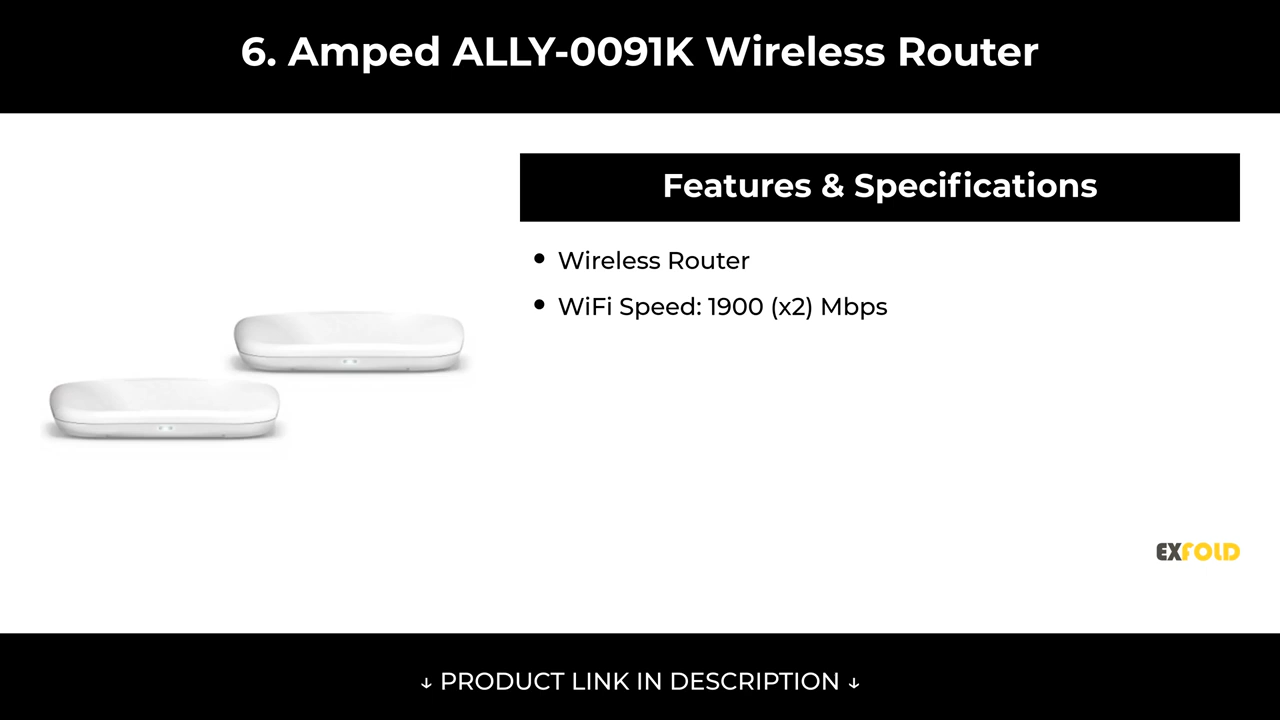 6. Amped ALLY-0091K Wireless Router
Features & Specifications
• Wireless Router
• WiFi Speed: 1900 (x2) Mbps
EXFOLD
↓ PRODUCT LINK IN DESCRIPTION ↓